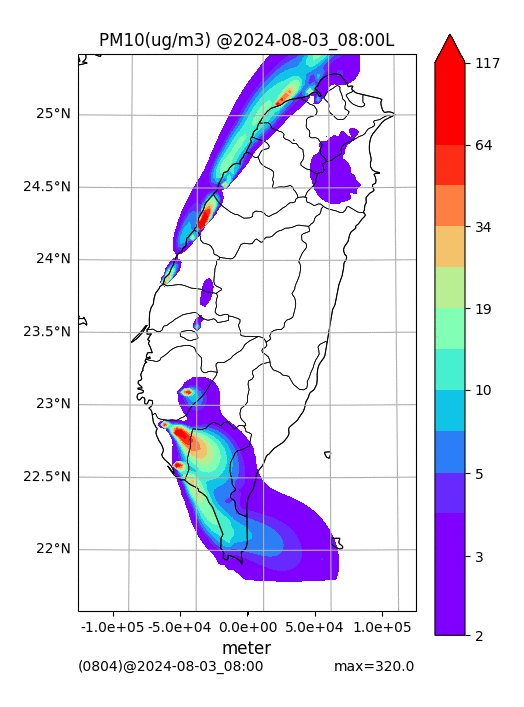 PM10(ug/m3) @2024-08-03_08:00L
117
64
34
19
10
5
3
2
25°N
24.5°N
24°N
23.5°N
23°N
22.5°N
22°N
-1.0e+05 -5.0e+04 0.0e+00 5.0e+04 1.0e+05
meter
(0804)@2024-08-03_08:00 max=320.0